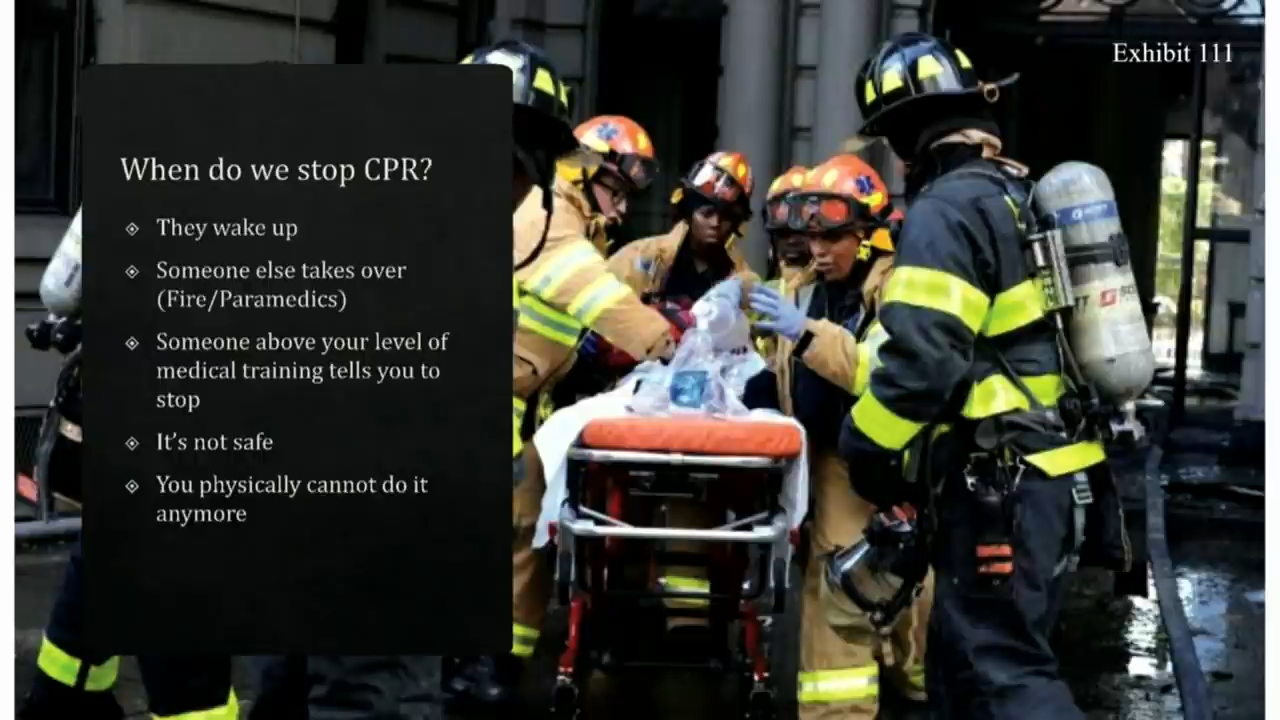 Exhibit 111
When do we stop CPR?
They wake up
Someone else takes over
(Fire/Paramedics)
Someone above your level of
medical training tells you to
stop
It's not safe
You physically cannot do it
anymore